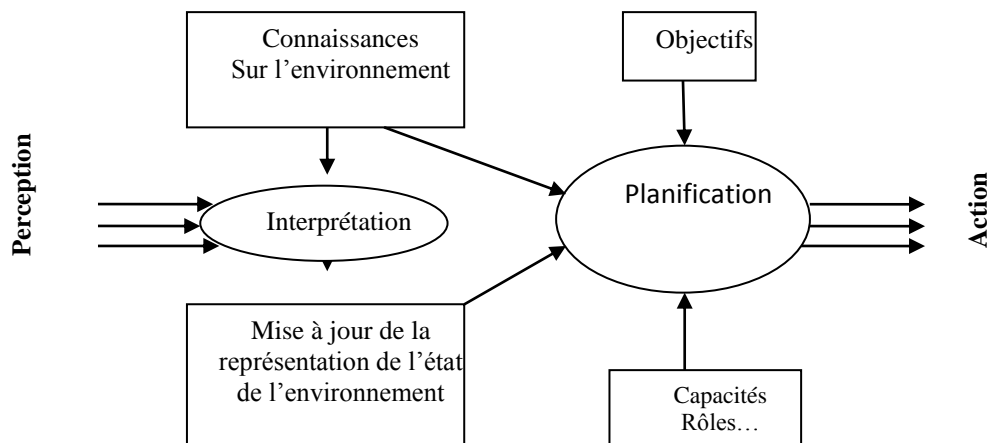 Connaissances
Sur l’environnement
Objectifs
Perception
Interprétation
Planification
Action
Mise à jour de la
représentation de l’état
de l’environnement
Capacités
Rôles…